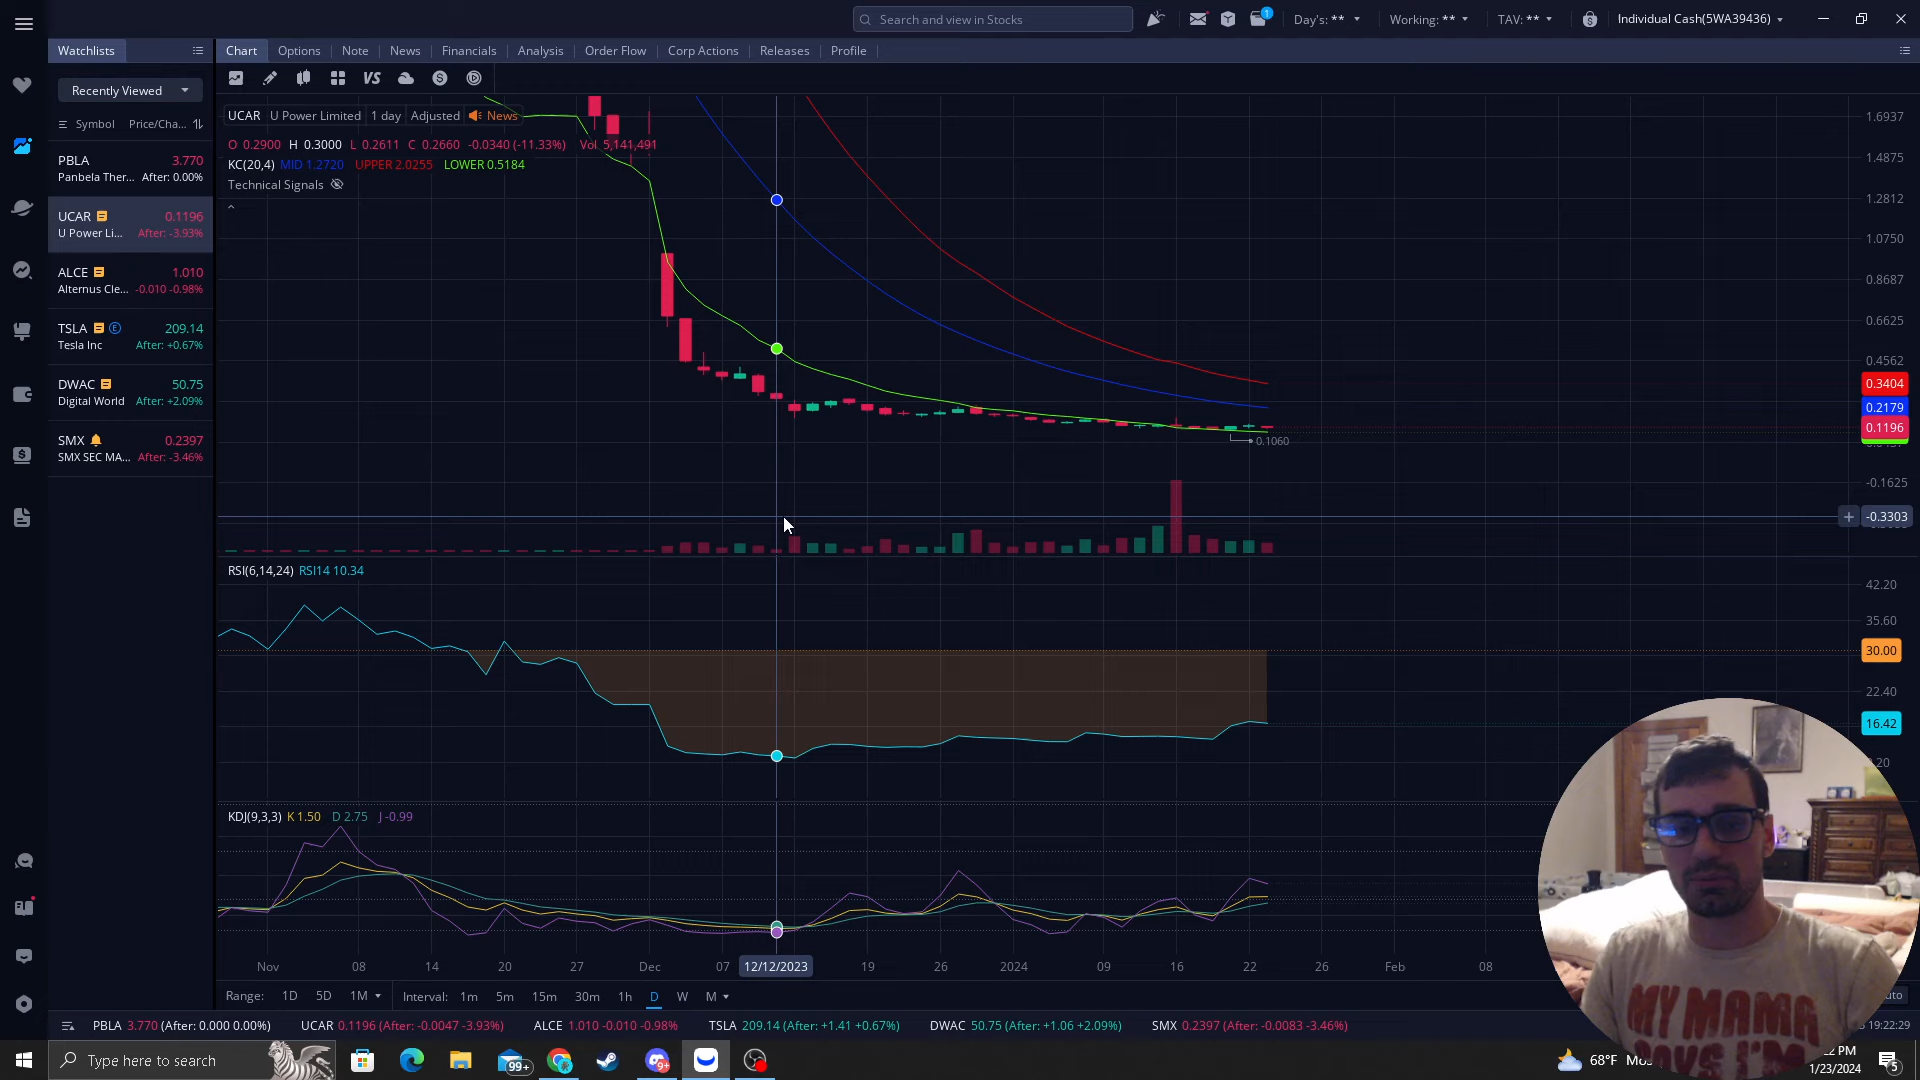 Search and view in Stocks
1
Day's: **
Working: **
TAV: **
Individual Cash(5WA39436)
Watchlists
Chart Options Note News Financials Analysis Order Flow Corp Actions Releases Profile
Recently Viewed
VS
Symbol Price/Cha...
PBLA 3.770
Panbela Ther... After: 0.00%
UCAR 0.1196
U Power Li... After: -3.93%
ALCE 1.010
Alternus Cle... -0.010 -0.98%
TSLA E 209.14
Tesla Inc After: +0.67%
DWAC 50.75
Digital World After: +2.09%
SMX 0.2397
SMX SEC MA... After: -3.46%
UCAR U Power Limited 1 day Adjusted News
O 0.2900 H 0.3000 L 0.2611 C 0.2660 -0.0340 (-11.33%) Vol 5,141,491
KC(20,4) MID 1.2720 UPPER 2.0255 LOWER 0.5184
Technical Signals
1.6937
1.4875
1.2812
1.0750
0.8687
0.6625
0.4562
0.3404
0.2179
0.1196
0.1060
-0.1625
-0.3303
RSI(6,14,24) RSI14 10.34
42.20
35.60
30.00
22.40
16.42
KDJ(9,3,3) K 1.50 D 2.75 J -0.99
Nov 08 14 20 27 Dec 07 12/12/2023 19 26 2024 09 16 22 26 Feb 08
Range: 1D 5D 1M Interval: 1m 5m 15m 30m 1h D W M
PBLA 3.770 (After: 0.000 0.00%) UCAR 0.1196 (After: -0.0047 -3.93%) ALCE 1.010 -0.010 -0.98% TSLA 209.14 (After: +1.41 +0.67%) DWAC 50.75 (After: +1.06 +2.09%) SMX 0.2397 (After: -0.0083 -3.46%)
19:22:29
MY MAMA
SAYS I'M
Type here to search
99+
9+
68°F
PM
1/23/2024
5